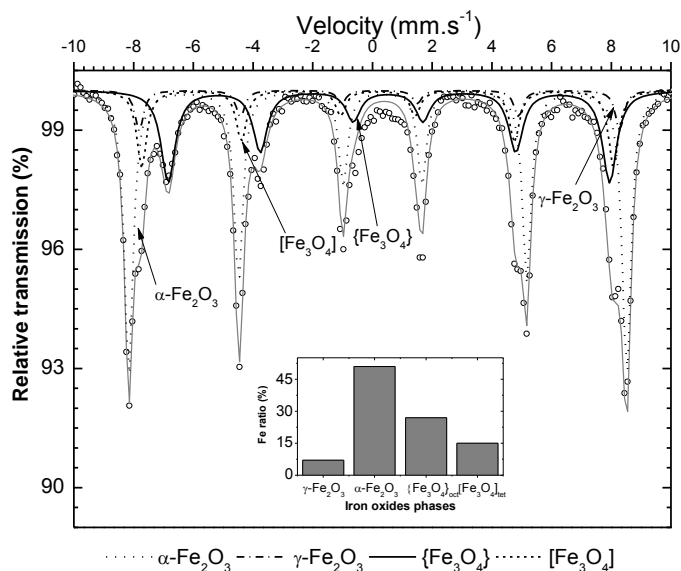 Velocity (mm.s⁻¹)
-10 -8 -6 -4 -2 0 2 4 6 8 10
Relative transmission (%)
99
96
93
90
α-Fe₂O₃
[Fe₃O₄]
{Fe₃O₄}
γ-Fe₂O₃
Fe ratio (%)
45
30
15
0
γ-Fe₂O₃ α-Fe₂O₃ {Fe₃O₄}oct [Fe₃O₄]tet
Iron oxides phases
α-Fe₂O₃ γ-Fe₂O₃ {Fe₃O₄} [Fe₃O₄]